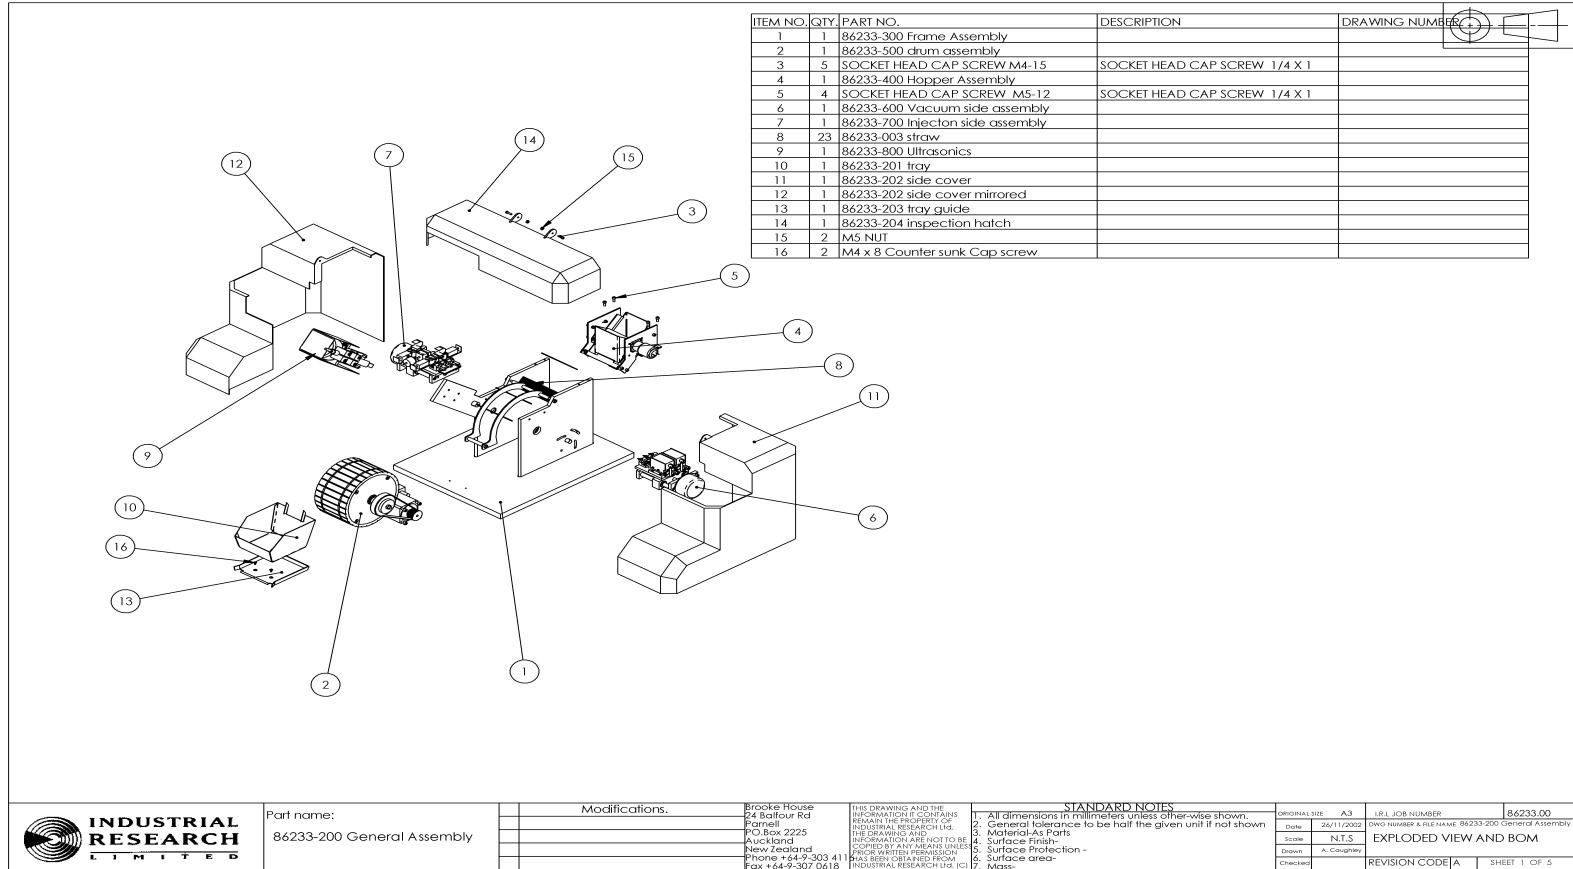 ITEM NO. QTY. PART NO. DESCRIPTION DRAWING NUMBER
1 1 86233-300 Frame Assembly
2 1 86233-500 drum assembly
3 5 SOCKET HEAD CAP SCREW M4-15 SOCKET HEAD CAP SCREW 1/4 X 1
4 1 86233-400 Hopper Assembly
5 4 SOCKET HEAD CAP SCREW M5-12 SOCKET HEAD CAP SCREW 1/4 X 1
6 1 86233-600 Vacuum side assembly
7 1 86233-700 Injecton side assembly
8 23 86233-003 straw
9 1 86233-800 Ultrasonics
10 1 86233-201 tray
11 1 86233-202 side cover
12 1 86233-202 side cover mirrored
13 1 86233-203 tray guide
14 1 86233-204 inspection hatch
15 2 M5 NUT
16 2 M4 x 8 Counter sunk Cap screw
14
7
15
12
3
5
4
8
11
9
10
6
16
13
1
2
INDUSTRIAL
RESEARCH
LIMITED
Part name:
86233-200 General Assembly
Modifications.
Brooke House
24 Balfour Rd
Parnell
PO.Box 2225
Auckland
New Zealand
Phone +64-9-303 4116
Fax +64-9-307 0618
THIS DRAWING AND THE
INFORMATION IT CONTAINS
REMAIN THE PROPERTY OF
INDUSTRIAL RESEARCH Ltd.
THE DRAWING AND
INFORMATION ARE NOT TO BE
COPIED BY ANY MEANS UNLESS
PRIOR WRITTEN PERMISSION
HAS BEEN OBTAINED FROM
INDUSTRIAL RESEARCH Ltd. (C)
STANDARD NOTES
1. All dimensions in millimeters unless other-wise shown.
2. General tolerance to be half the given unit if not shown
3. Material-As Parts
4. Surface Finish-
5. Surface Protection -
6. Surface area-
7. Mass-
ORIGINAL SIZE A3
Date 26/11/2002
Scale N.T.S
Drawn A. Caughley
Checked
I.R.L JOB NUMBER 86233.00
DWG NUMBER & FILE NAME 86233-200 General Assembly
EXPLODED VIEW AND BOM
REVISION CODE A SHEET 1 OF 5